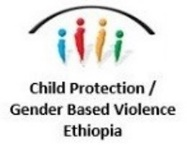 Child Protection /
Gender Based Violence
Ethiopia